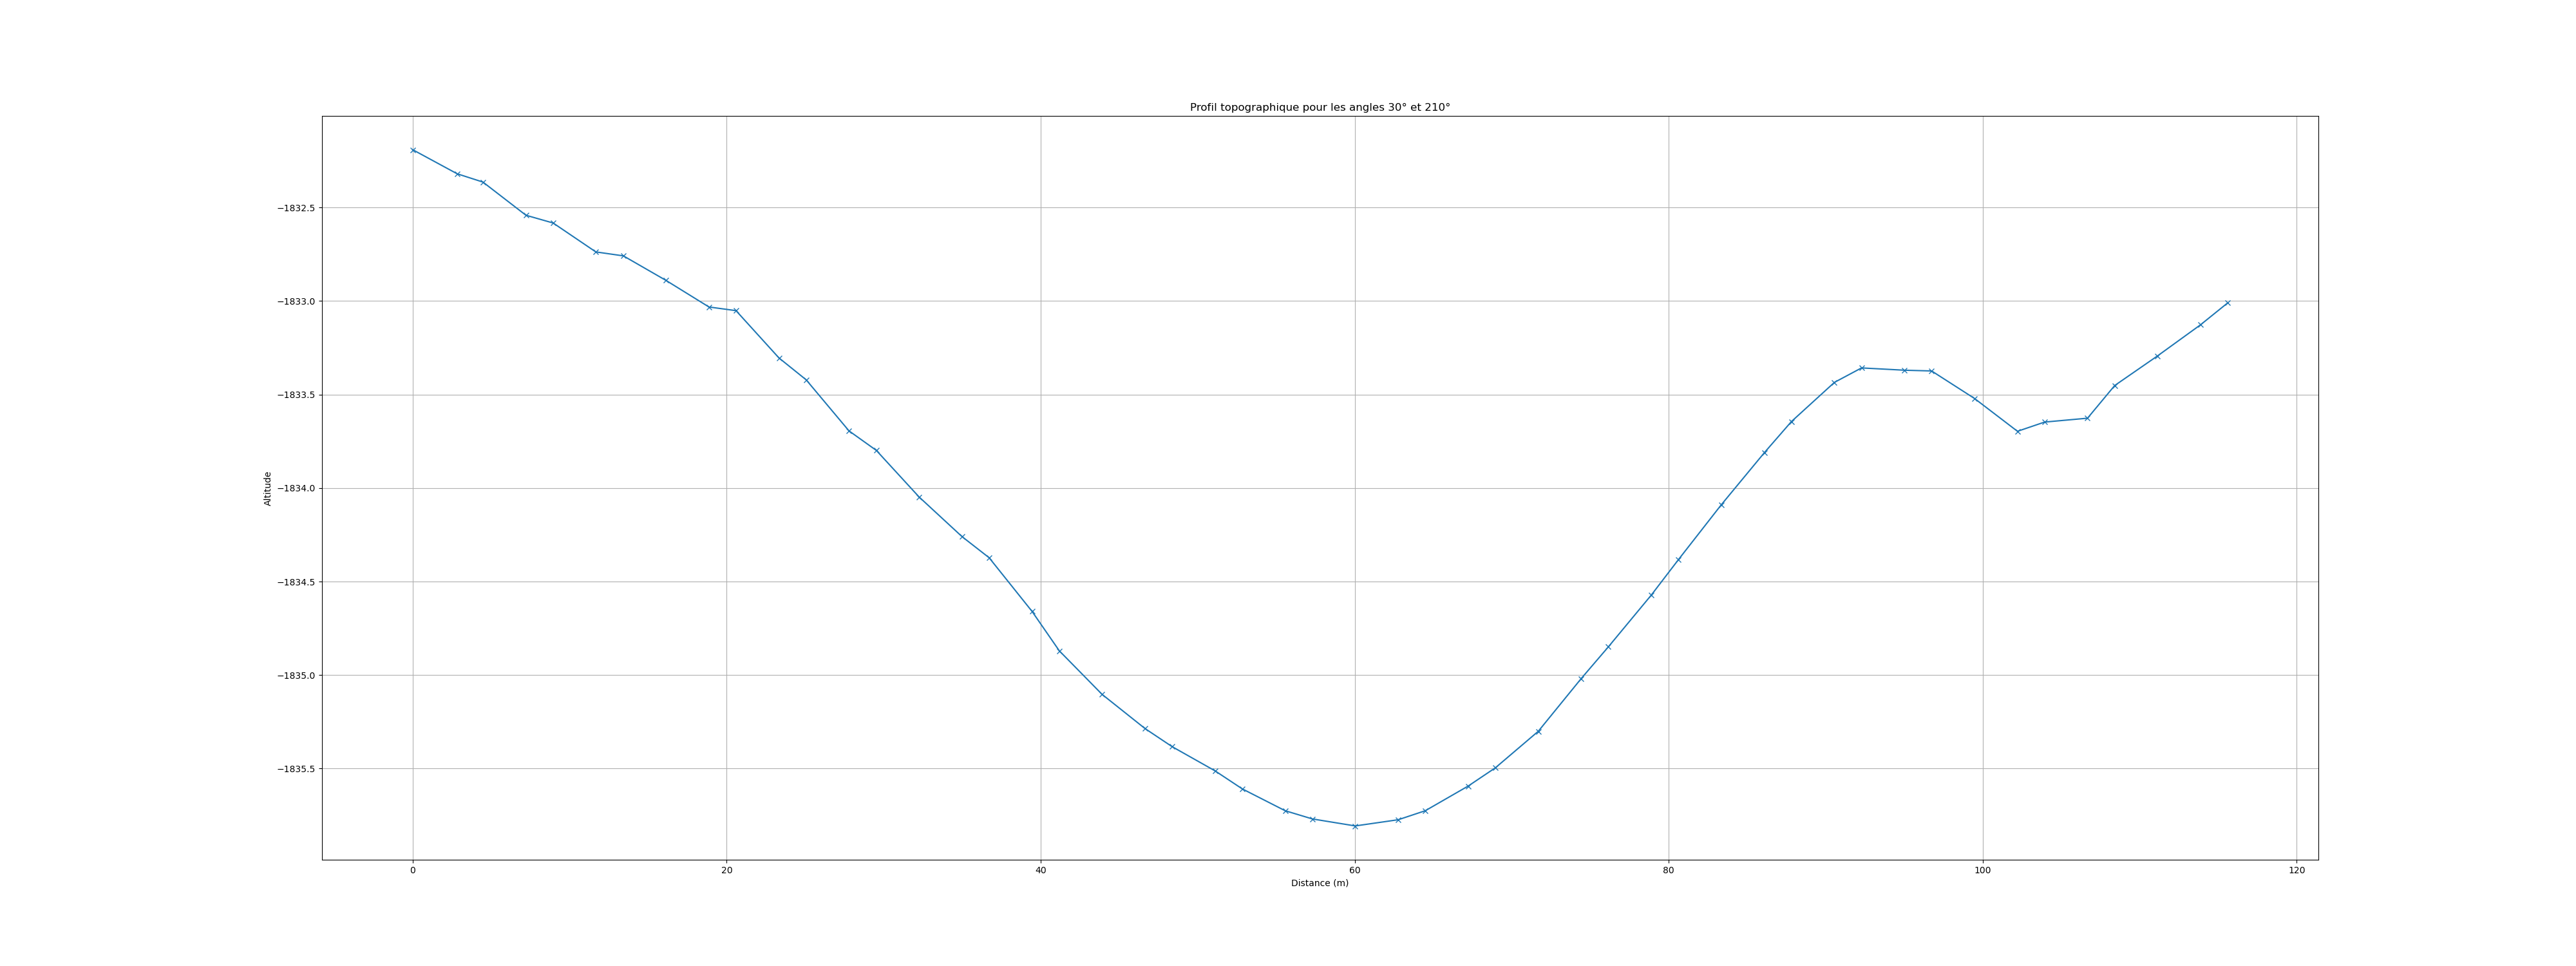 Profil topographique pour les angles 30° et 210°
−1832.5
−1833.0
−1833.5
−1834.0
−1834.5
−1835.0
−1835.5
Altitude
0 20 40 60 80 100 120
Distance (m)